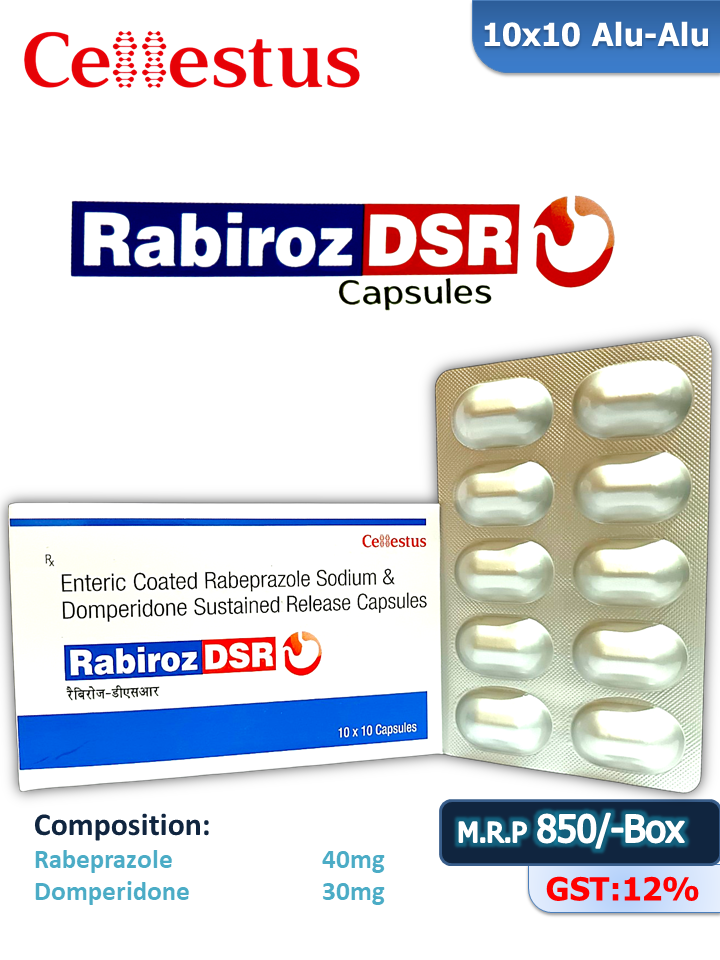 Cellestus
10x10 Alu-Alu
Rabiroz DSR
Capsules
Cellestus
Rx
Enteric Coated Rabeprazole Sodium &
Domperidone Sustained Release Capsules
Rabiroz DSR
रैबिरोज-डीएसआर
10 x 10 Capsules
Composition:
Rabeprazole 40mg
Domperidone 30mg
M.R.P 850/-Box
GST:12%